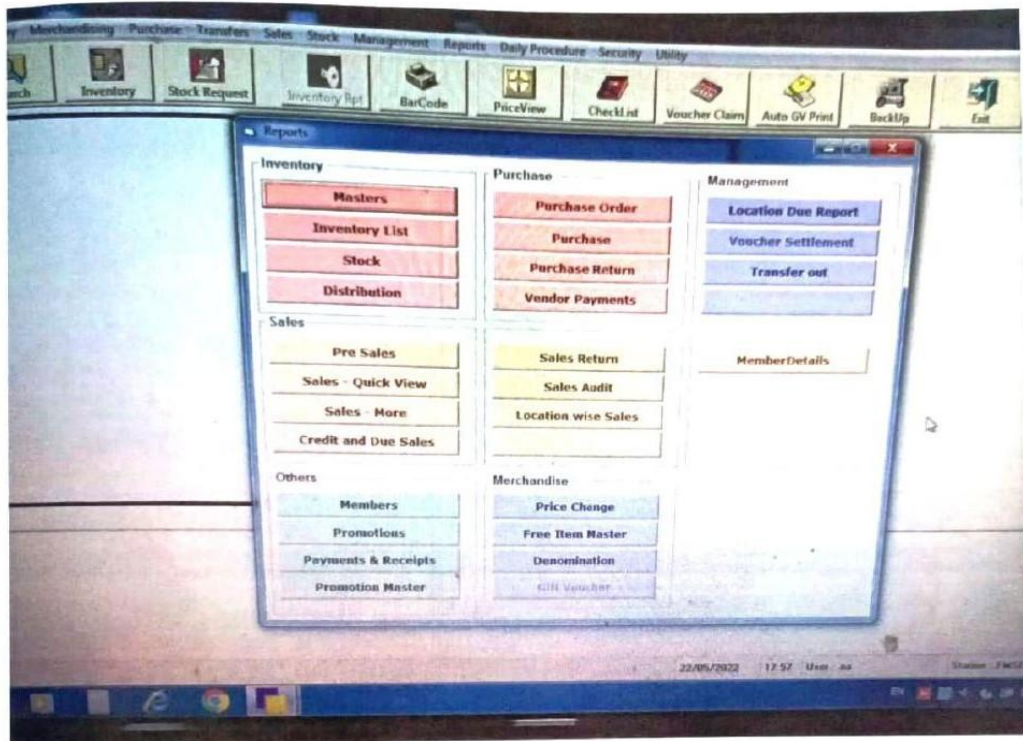 Merchandising Purchase Transfers Sales Stock Management Reports Daily Procedure Security Utility
Inventory Stock Request Inventory Rpt BarCode PriceView CheckList Voucher Claim Auto GV Print BackUp Exit
Reports
Inventory
Masters
Inventory List
Stock
Distribution
Purchase
Purchase Order
Purchase
Purchase Return
Vendor Payments
Management
Location Due Report
Voucher Settlement
Transfer out
Sales
Pre Sales
Sales - Quick View
Sales - More
Credit and Due Sales
Sales Return
Sales Audit
Location wise Sales
MemberDetails
Others
Members
Promotions
Payments & Receipts
Promotion Master
Merchandise
Price Change
Free Item Master
Denomination
Gift Voucher
22/05/2022 17:57 User aa
EN